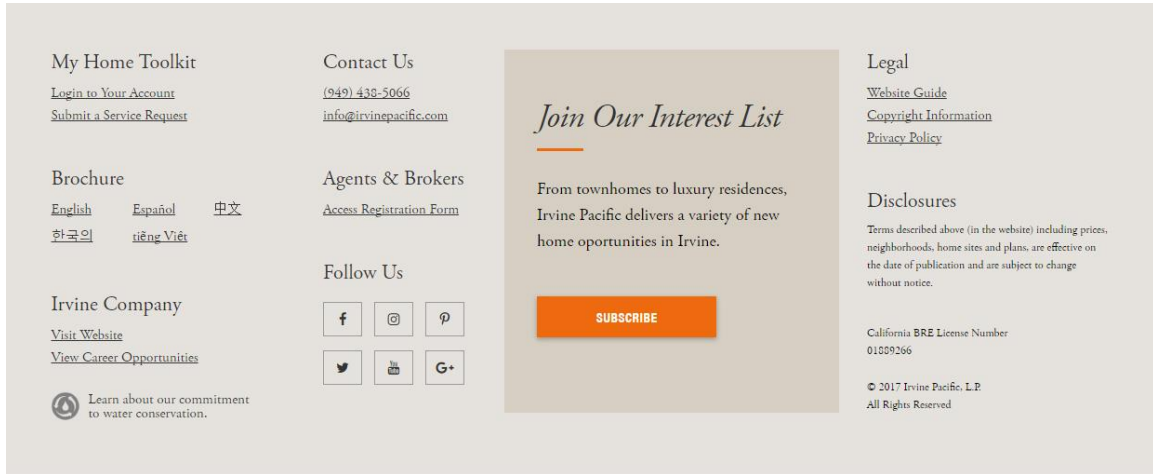 My Home Toolkit
Login to Your Account
Submit a Service Request
Brochure
English Español 中文
한국의 tiếng Việt
Irvine Company
Visit Website
View Career Opportunities
Learn about our commitment
to water conservation.
Contact Us
(949) 438-5066
info@irvinepacific.com
Agents & Brokers
Access Registration Form
Follow Us
You
Tube
G+
Join Our Interest List
From townhomes to luxury residences,
Irvine Pacific delivers a variety of new
home oportunities in Irvine.
SUBSCRIBE
Legal
Website Guide
Copyright Information
Privacy Policy
Disclosures
Terms described above (in the website) including prices,
neighborhoods, home sites and plans, are effective on
the date of publication and are subject to change
without notice.
California BRE License Number
01889266
© 2017 Irvine Pacific, L.P.
All Rights Reserved